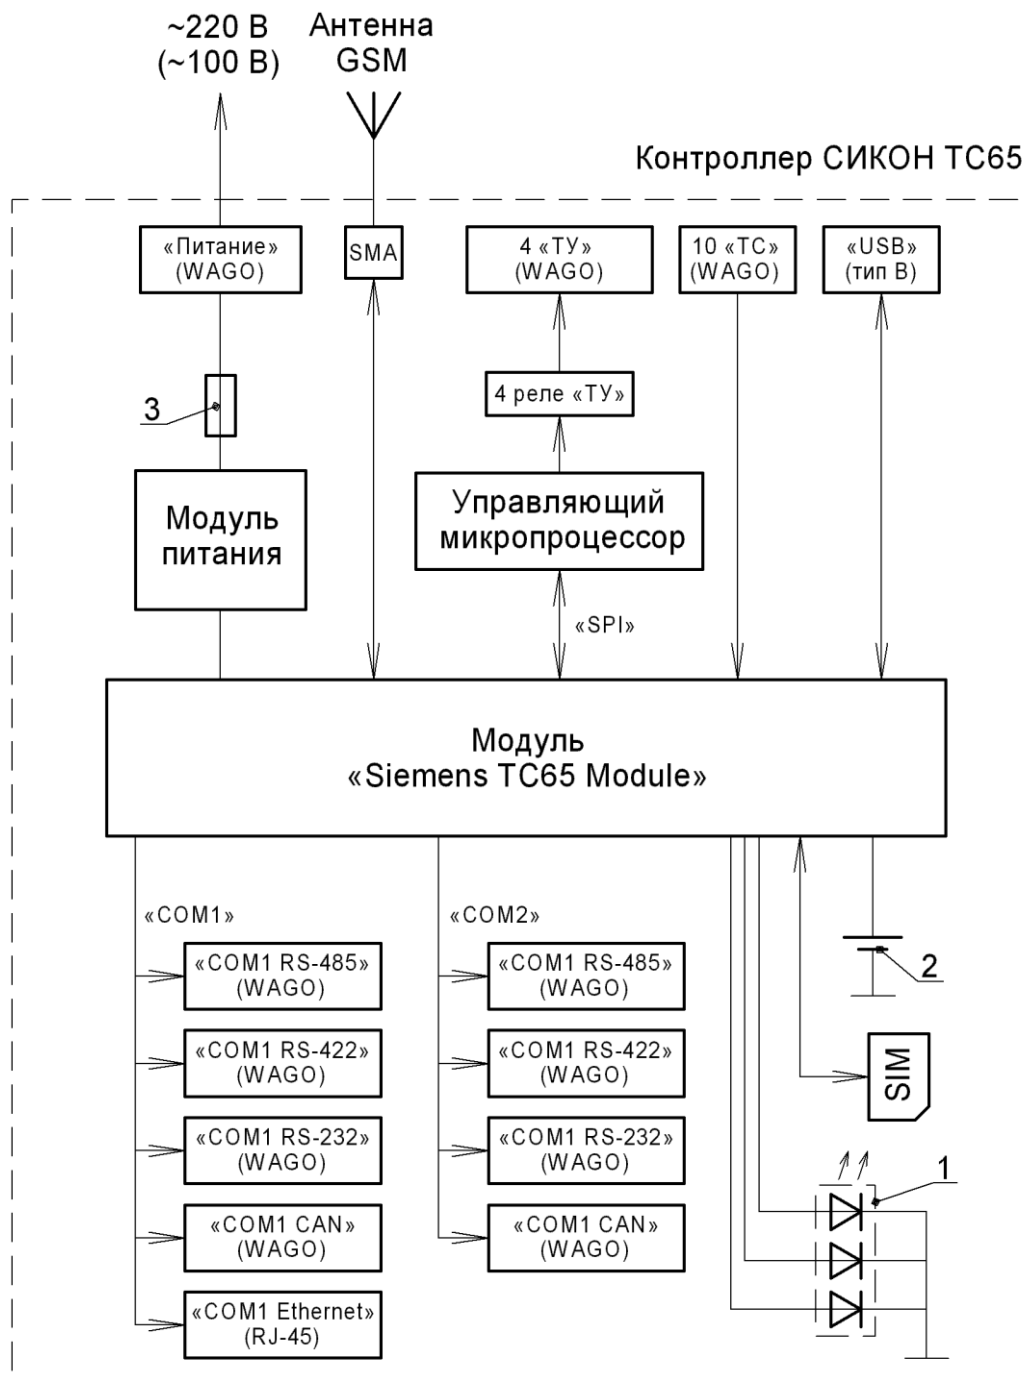 ~220 В
(~100 В)
Антенна
GSM
Контроллер СИКОН ТС65
«Питание»
(WAGO)
SMA
4 «ТУ»
(WAGO)
10 «ТС»
(WAGO)
«USB»
(тип В)
3
4 реле «ТУ»
Модуль
питания
Управляющий
микропроцессор
«SPI»
Модуль
«Siemens TC65 Module»
«COM1»
«COM1 RS-485»
(WAGO)
«COM1 RS-422»
(WAGO)
«COM1 RS-232»
(WAGO)
«COM1 CAN»
(WAGO)
«COM1 Ethernet»
(RJ-45)
«COM2»
«COM1 RS-485»
(WAGO)
«COM1 RS-422»
(WAGO)
«COM1 RS-232»
(WAGO)
«COM1 CAN»
(WAGO)
2
SIM
1